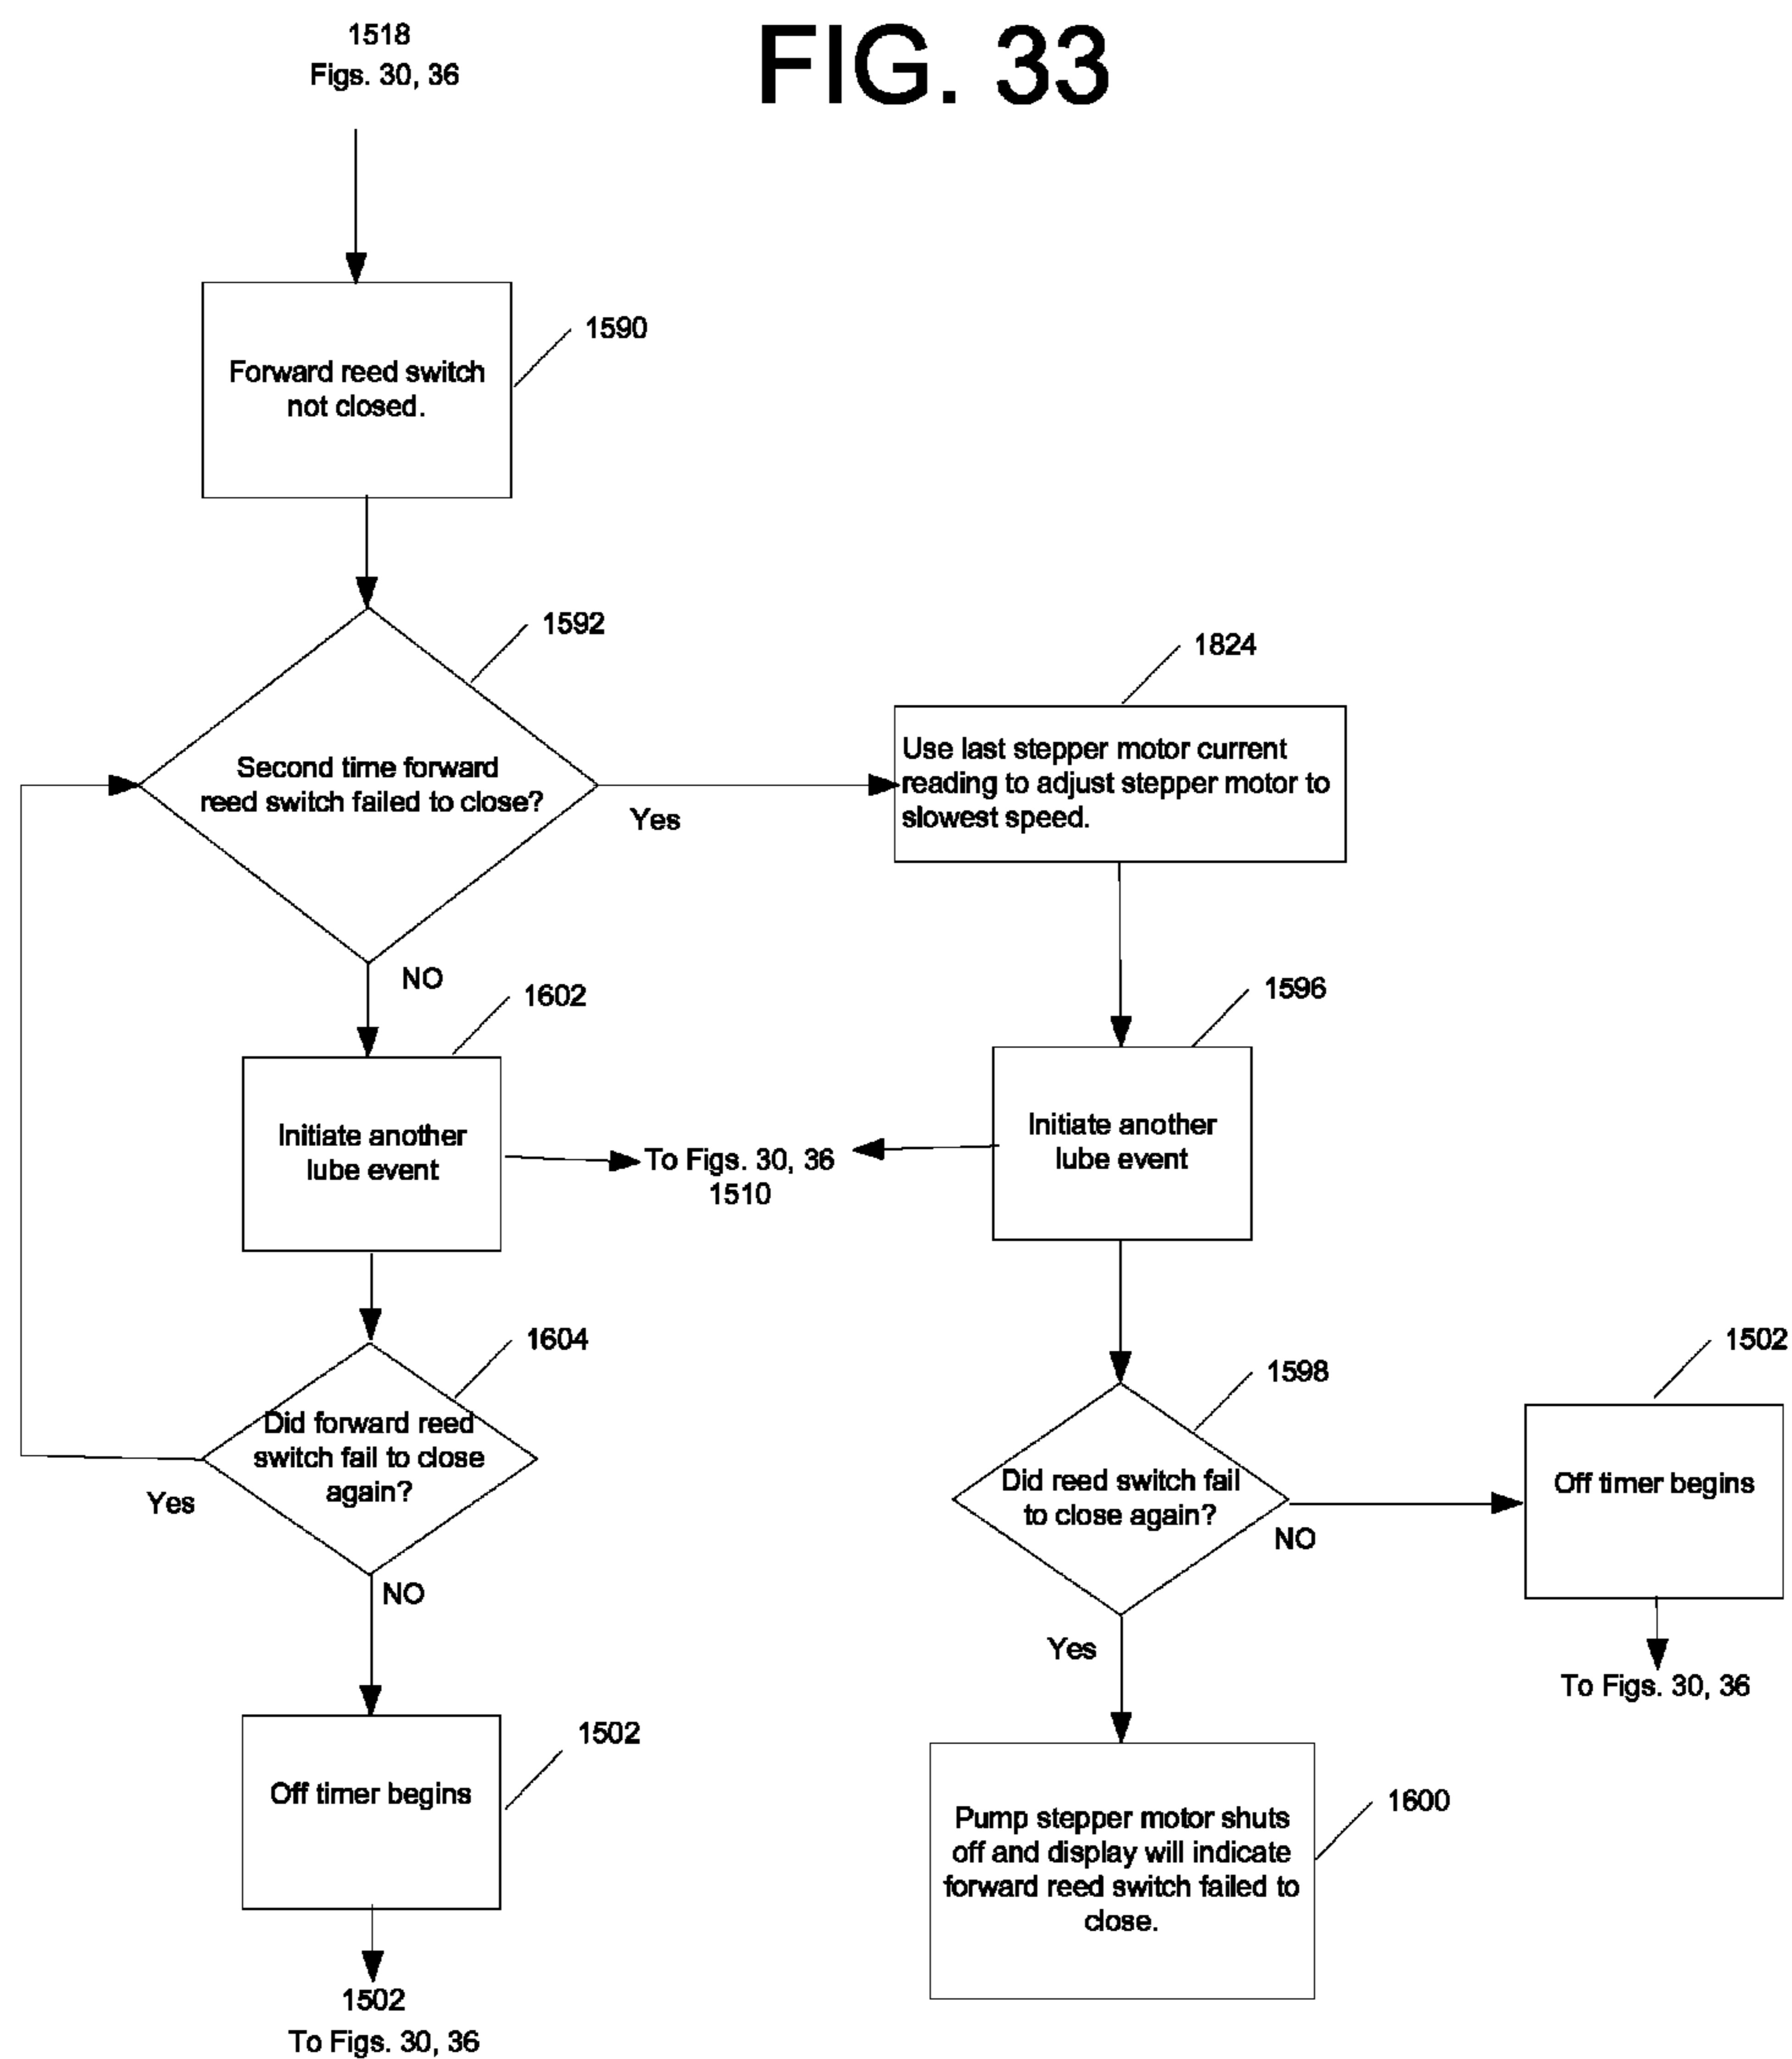 FIG. 33
1518
Figs. 30, 36
1590
Forward reed switch
not closed.
1592
Second time forward
reed switch failed to close?
Yes
NO
1824
Use last stepper motor current
reading to adjust stepper motor to
slowest speed.
1602
Initiate another
lube event
To Figs. 30, 36
1510
1596
Initiate another
lube event
1604
Did forward reed
switch fail to close
again?
Yes
NO
1598
Did reed switch fail
to close again?
NO
Yes
1502
Off timer begins
To Figs. 30, 36
1502
Off timer begins
1502
To Figs. 30, 36
1600
Pump stepper motor shuts
off and display will indicate
forward reed switch failed to
close.